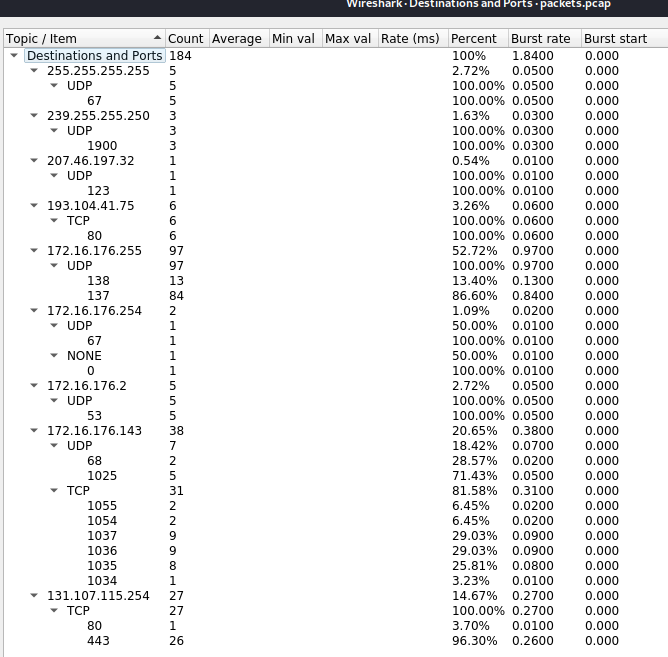 Wireshark · Destinations and Ports · packets.pcap
Topic / Item Count Average Min val Max val Rate (ms) Percent Burst rate Burst start
Destinations and Ports 184 100% 1.8400 0.000
255.255.255.255 5 2.72% 0.0500 0.000
UDP 5 100.00% 0.0500 0.000
67 5 100.00% 0.0500 0.000
239.255.255.250 3 1.63% 0.0300 0.000
UDP 3 100.00% 0.0300 0.000
1900 3 100.00% 0.0300 0.000
207.46.197.32 1 0.54% 0.0100 0.000
UDP 1 100.00% 0.0100 0.000
123 1 100.00% 0.0100 0.000
193.104.41.75 6 3.26% 0.0600 0.000
TCP 6 100.00% 0.0600 0.000
80 6 100.00% 0.0600 0.000
172.16.176.255 97 52.72% 0.9700 0.000
UDP 97 100.00% 0.9700 0.000
138 13 13.40% 0.1300 0.000
137 84 86.60% 0.8400 0.000
172.16.176.254 2 1.09% 0.0200 0.000
UDP 1 50.00% 0.0100 0.000
67 1 100.00% 0.0100 0.000
NONE 1 50.00% 0.0100 0.000
0 1 100.00% 0.0100 0.000
172.16.176.2 5 2.72% 0.0500 0.000
UDP 5 100.00% 0.0500 0.000
53 5 100.00% 0.0500 0.000
172.16.176.143 38 20.65% 0.3800 0.000
UDP 7 18.42% 0.0700 0.000
68 2 28.57% 0.0200 0.000
1025 5 71.43% 0.0500 0.000
TCP 31 81.58% 0.3100 0.000
1055 2 6.45% 0.0200 0.000
1054 2 6.45% 0.0200 0.000
1037 9 29.03% 0.0900 0.000
1036 9 29.03% 0.0900 0.000
1035 8 25.81% 0.0800 0.000
1034 1 3.23% 0.0100 0.000
131.107.115.254 27 14.67% 0.2700 0.000
TCP 27 100.00% 0.2700 0.000
80 1 3.70% 0.0100 0.000
443 26 96.30% 0.2600 0.000